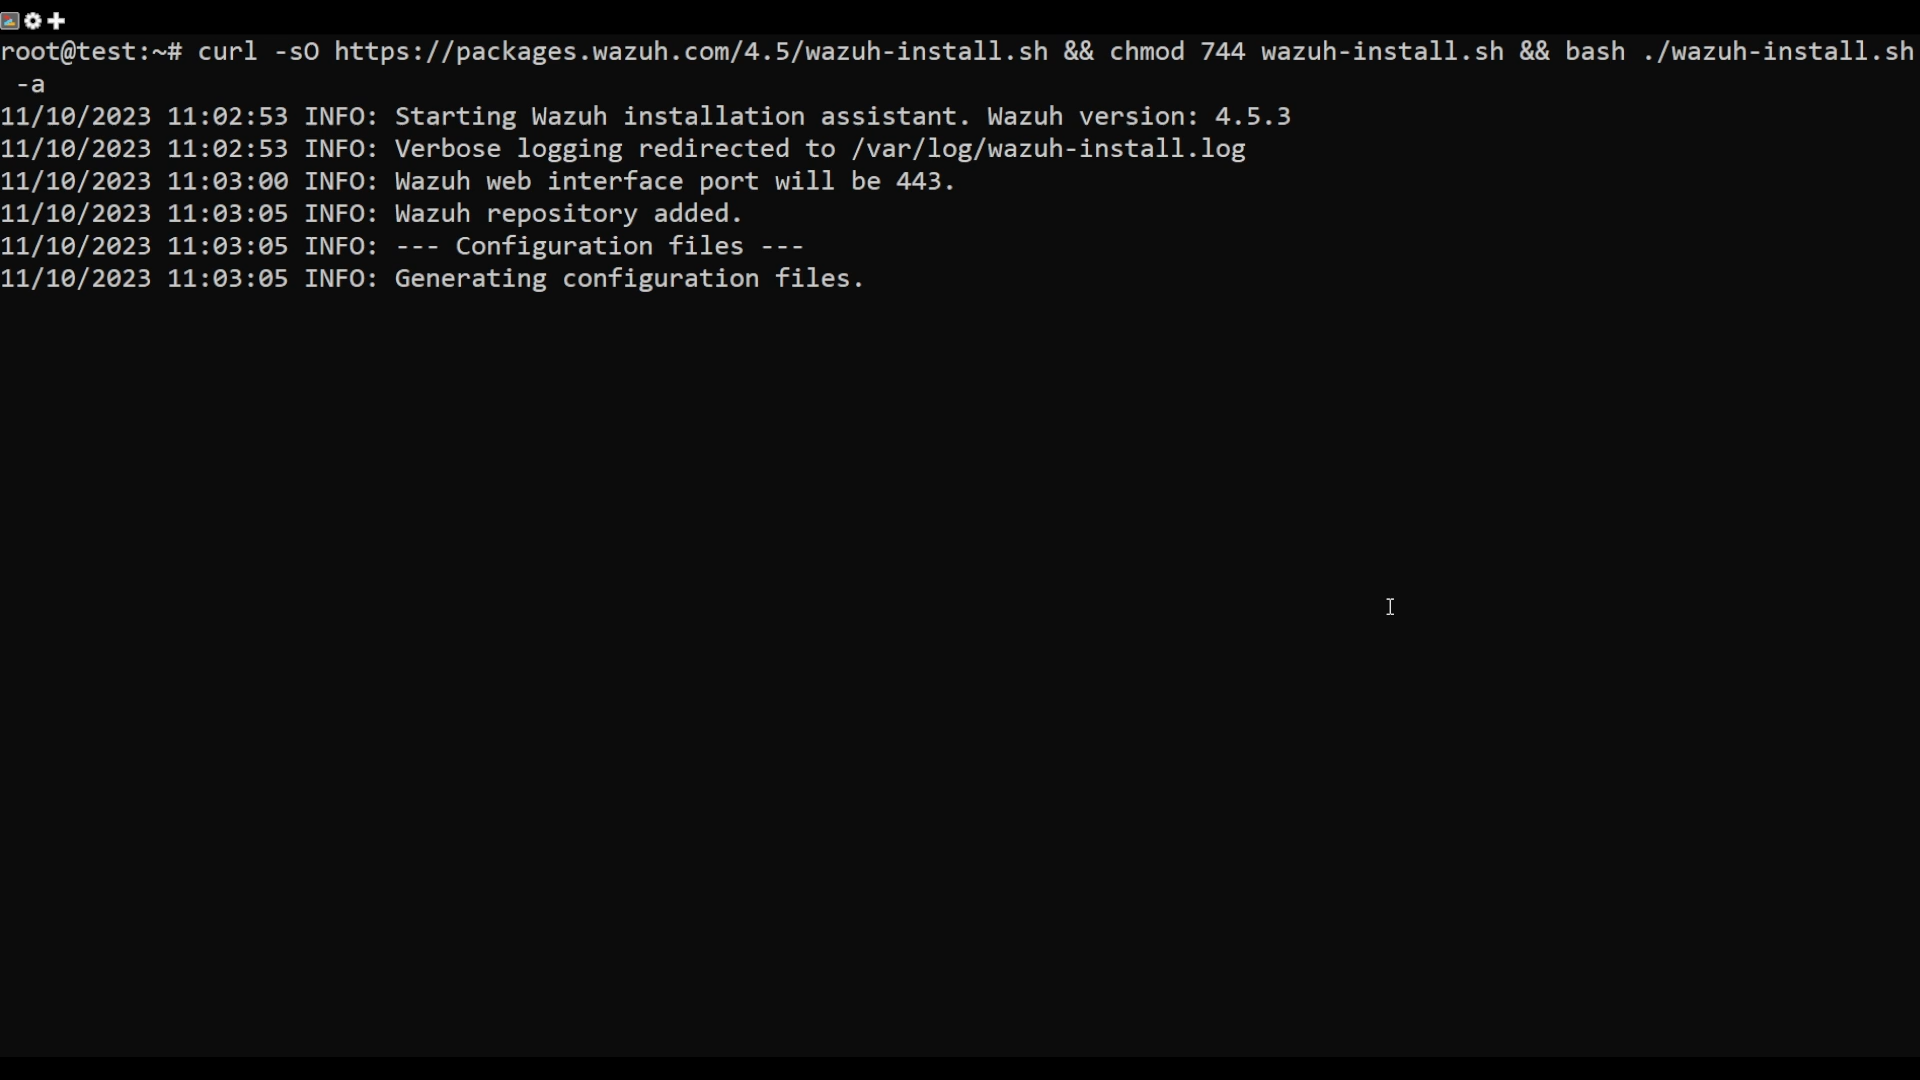 root@test:~# curl -sO https://packages.wazuh.com/4.5/wazuh-install.sh && chmod 744 wazuh-install.sh && bash ./wazuh-install.sh
 -a
11/10/2023 11:02:53 INFO: Starting Wazuh installation assistant. Wazuh version: 4.5.3
11/10/2023 11:02:53 INFO: Verbose logging redirected to /var/log/wazuh-install.log
11/10/2023 11:03:00 INFO: Wazuh web interface port will be 443.
11/10/2023 11:03:05 INFO: Wazuh repository added.
11/10/2023 11:03:05 INFO: --- Configuration files ---
11/10/2023 11:03:05 INFO: Generating configuration files.